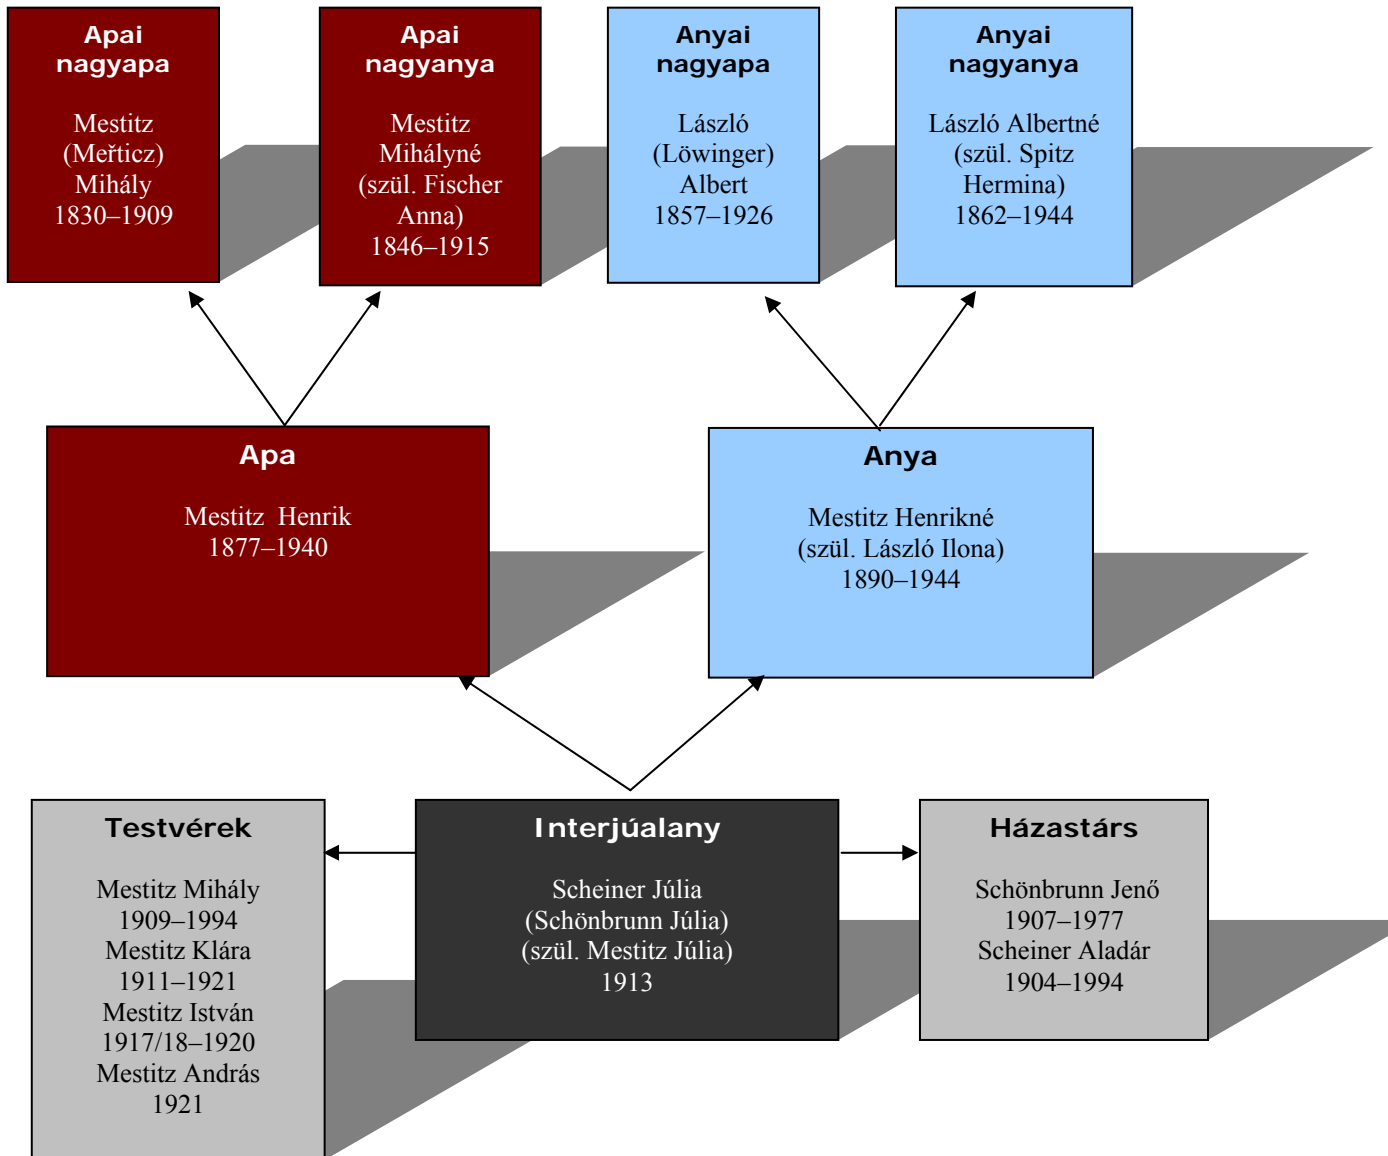 Apai
nagyapa
Mestitz
(Meřticz)
Mihály
1830–1909
Apai
nagyanya
Mestitz
Mihályné
(szül. Fischer
Anna)
1846–1915
Anyai
nagyapa
László
(Löwinger)
Albert
1857–1926
Anyai
nagyanya
László Albertné
(szül. Spitz
Hermina)
1862–1944
Apa
Mestitz Henrik
1877–1940
Anya
Mestitz Henrikné
(szül. László Ilona)
1890–1944
Testvérek
Mestitz Mihály
1909–1994
Mestitz Klára
1911–1921
Mestitz István
1917/18–1920
Mestitz András
1921
Interjúalany
Scheiner Júlia
(Schönbrunn Júlia)
(szül. Mestitz Júlia)
1913
Házastárs
Schönbrunn Jenő
1907–1977
Scheiner Aladár
1904–1994